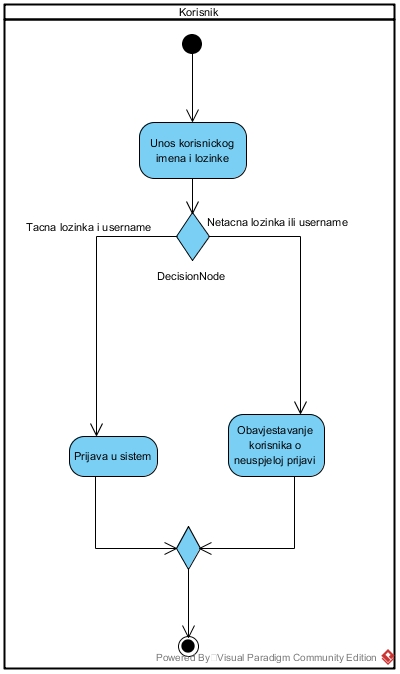 Korisnik
Unos korisnickog
imena i lozinke
Tacna lozinka i username
Netacna lozinka ili username
DecisionNode
Prijava u sistem
Obavjestavanje
korisnika o
neuspjeloj prijavi
Powered By Visual Paradigm Community Edition